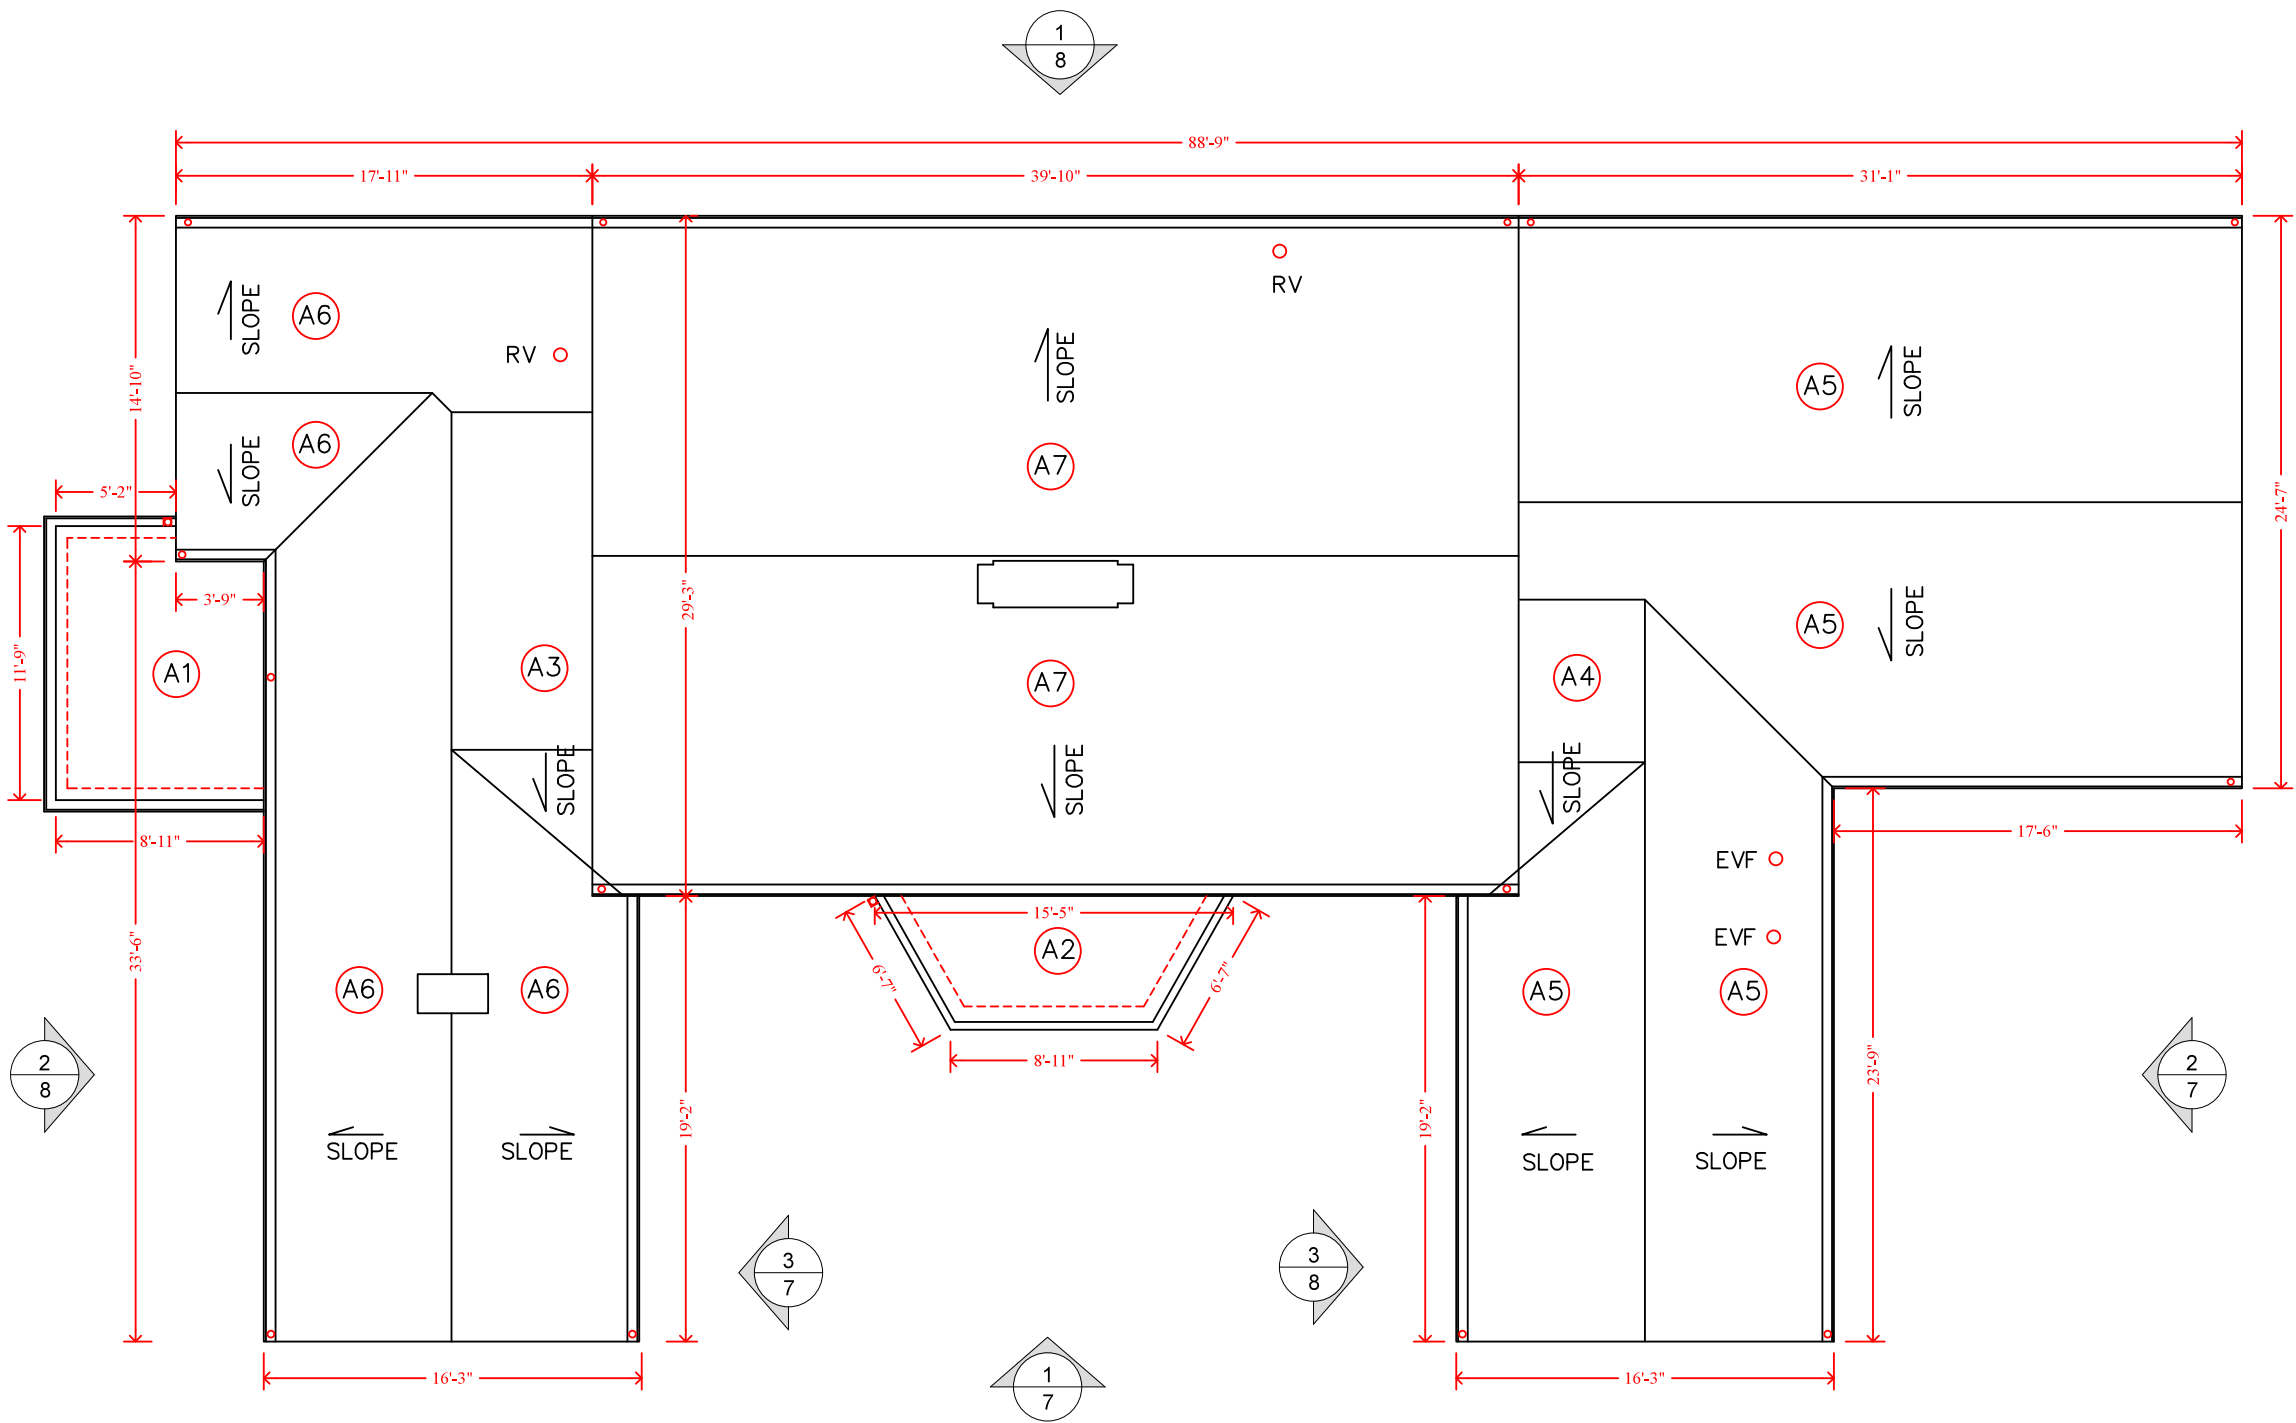 1
8
88'-9"
17'-11"
39'-10"
31'-1"
RV
SLOPE
A6
RV
SLOPE
SLOPE
A5
14'-10"
24'-7"
SLOPE
A6
A7
5'-2"
29'-3"
3'-9"
SLOPE
A5
11'-9"
A1
A3
A7
A4
SLOPE
SLOPE
SLOPE
8'-11"
17'-6"
EVF
15'-5"
33'-6"
EVF
A2
6'-7"
6'-7"
A6
A6
A5
A5
8'-11"
2
8
23'-9"
2
7
19'-2"
19'-2"
SLOPE
SLOPE
SLOPE
SLOPE
3
7
3
8
16'-3"
1
7
16'-3"